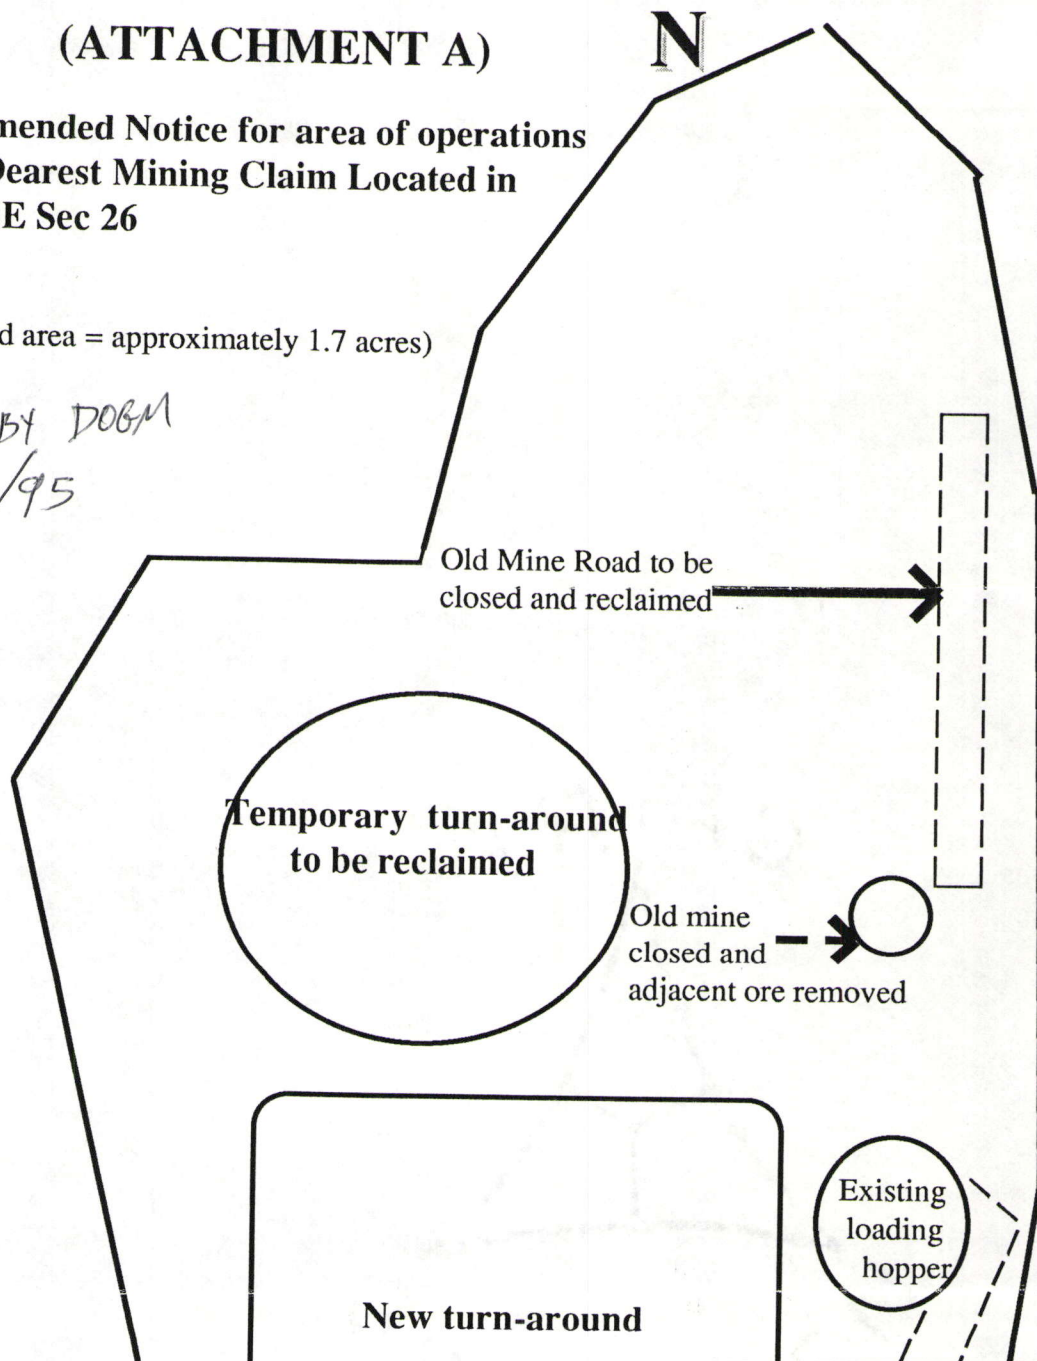 (ATTACHMENT A)
N
mended Notice for area of operations
Dearest Mining Claim Located in
E Sec 26
d area = approximately 1.7 acres)
BY DOGM
/95
Old Mine Road to be
closed and reclaimed
Temporary turn-around
to be reclaimed
Old mine
closed and
adjacent ore removed
Existing
loading
hopper
New turn-around